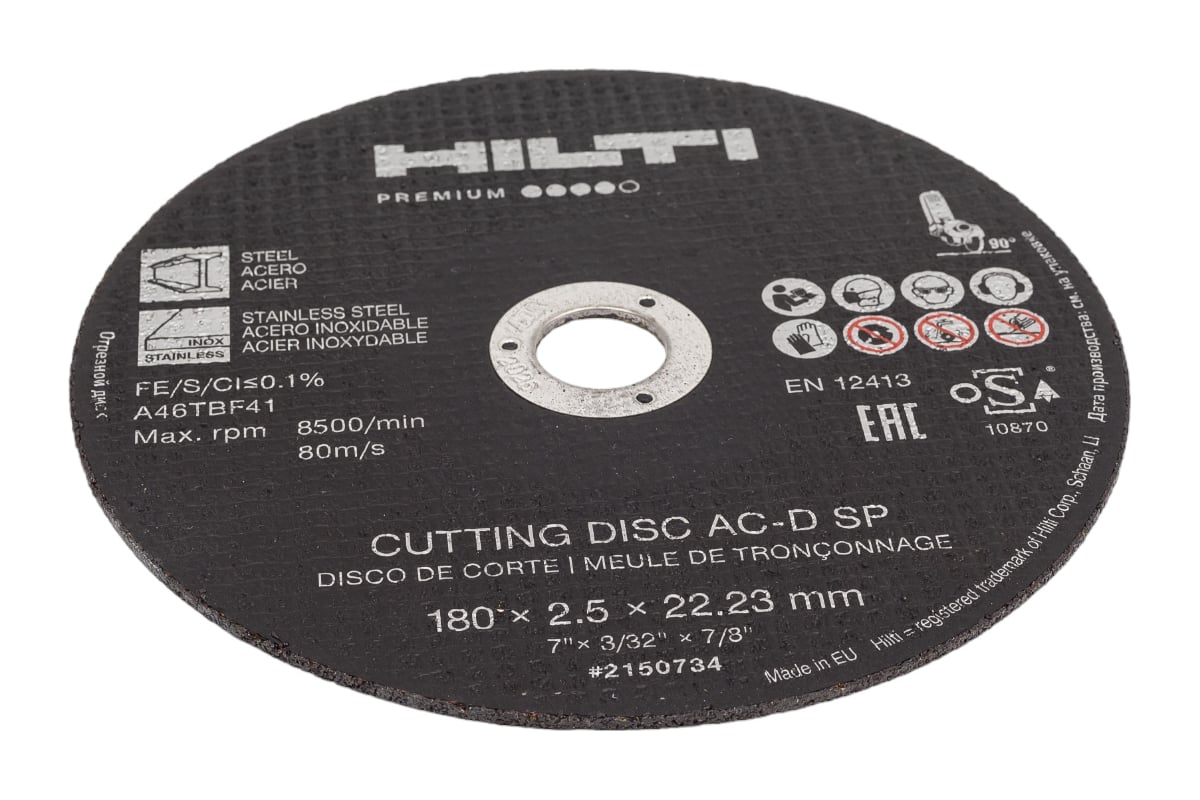 HILTI
PREMIUM
STEEL
ACERO
ACIER
INOX
STAINLESS
STAINLESS STEEL
ACERO INOXIDABLE
ACIER INOXYDABLE
FE/S/Cl≤0.1%
A46TBF41
Max. rpm 8500/min
80m/s
90°
EN 12413
EAC
oSa®
10870
CUTTING DISC AC-D SP
DISCO DE CORTE | MEULE DE TRONÇONNAGE
180 × 2.5 × 22.23 mm
7" × 3/32" × 7/8"
#2150734
Отрезной диск
Made in EU Hilti = registered trademark of Hilti Corp., Schaan, LI Дата производства: см. на упаковке